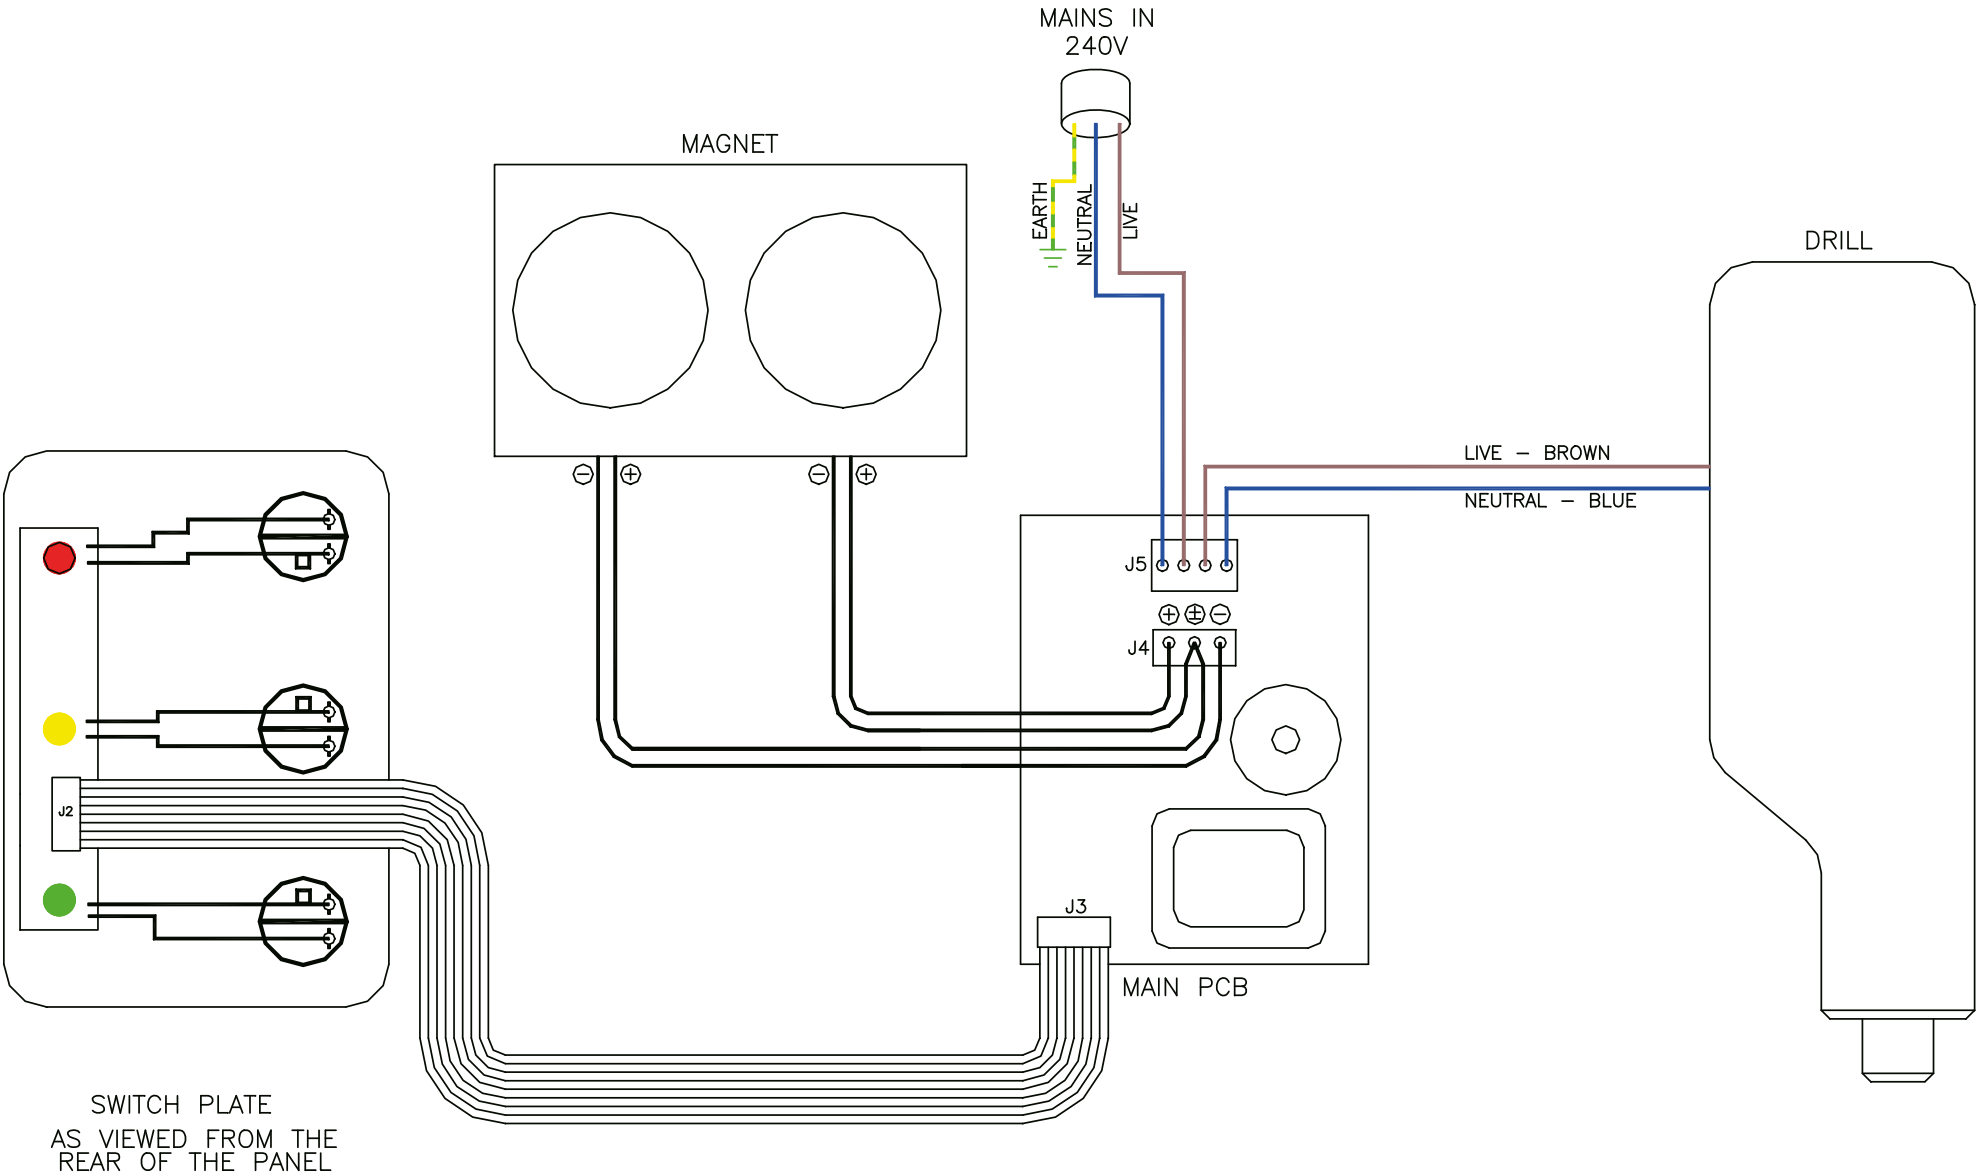 MAINS IN
240V
MAGNET
EARTH
NEUTRAL
LIVE
DRILL
LIVE - BROWN
NEUTRAL - BLUE
J5
J4
J2
J3
MAIN PCB
SWITCH PLATE
AS VIEWED FROM THE
REAR OF THE PANEL